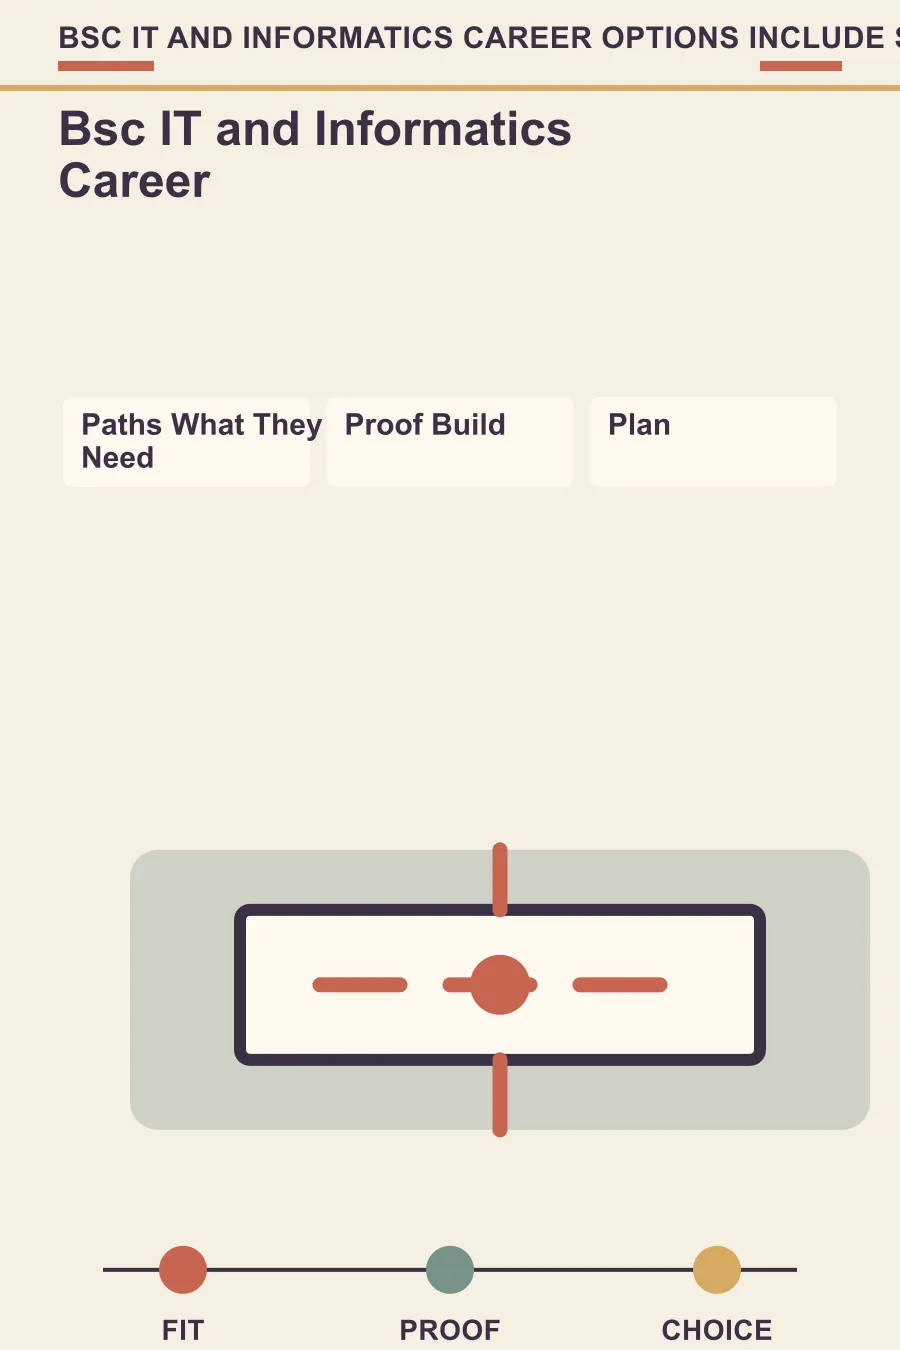 BSC IT AND INFORMATICS CAREER OPTIONS INCLUDE
Bsc IT and Informatics
Career
Paths What They
Need
Proof Build
Plan
FIT
PROOF
CHOICE